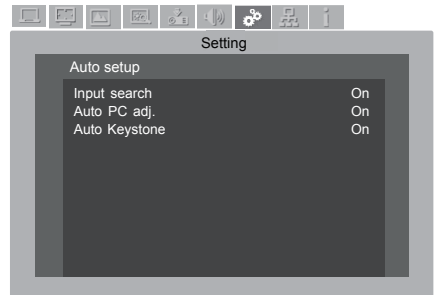 Setting
Auto setup
Input search On
Auto PC adj. On
Auto Keystone On